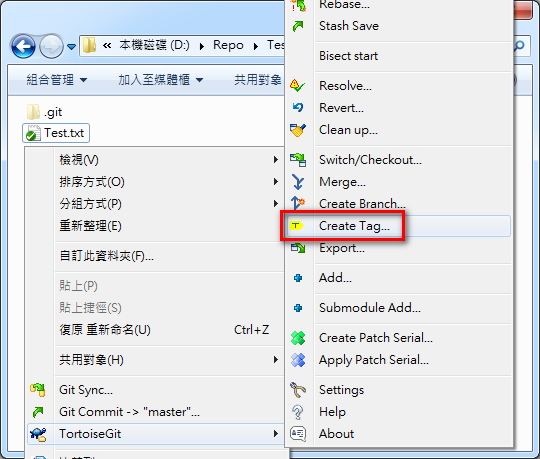 Rebase...
Stash Save
« 本機磁碟 (D:) ▸ Repo ▸ Tes
Bisect start
組合管理 ▼ 加入至媒體櫃 ▼ 共用對象
Resolve...
Revert...
Clean up...
.git
Test.txt
檢視(V)
排序方式(O)
分組方式(P)
重新整理(E)
自訂此資料夾(F)...
貼上(P)
貼上捷徑(S)
復原 重新命名(U) Ctrl+Z
共用對象(H)
Git Sync...
Git Commit -> "master"...
TortoiseGit
Switch/Checkout...
Merge...
Create Branch...
Create Tag...
Export...
Add...
Submodule Add...
Create Patch Serial...
Apply Patch Serial...
Settings
Help
About